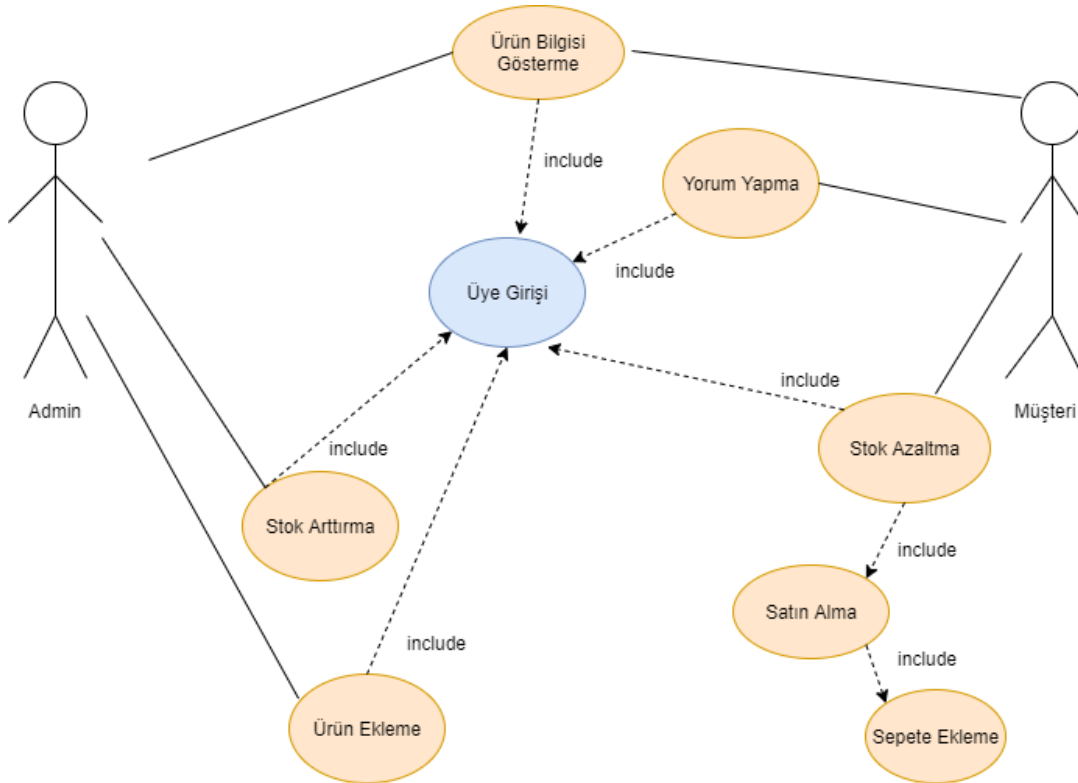 Ürün Bilgisi
Gösterme
include
Yorum Yapma
include
Üye Girişi
include
Admin
Müşteri
Stok Azaltma
include
Stok Arttırma
include
Satın Alma
include
include
Ürün Ekleme
Sepete Ekleme